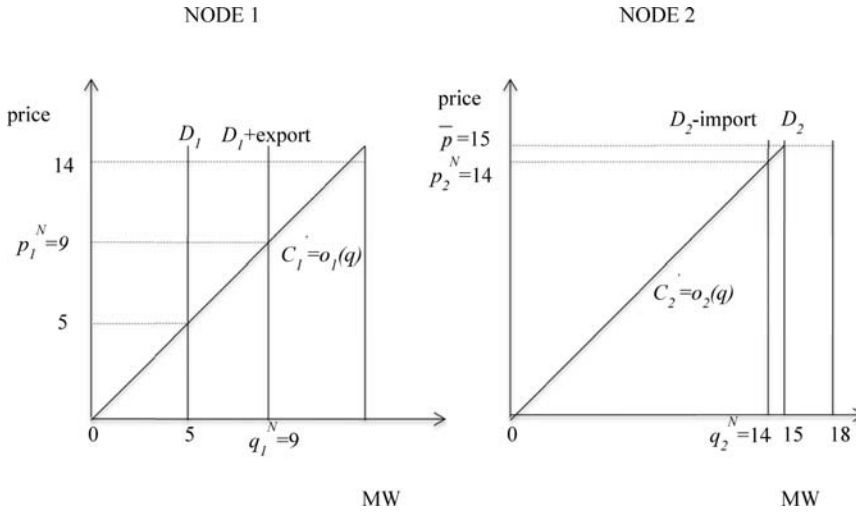 NODE 1
NODE 2
price
D₁
D₁+export
14
p₁ᴺ=9
C₁'=o₁(q)
5
0
5
q₁ᴺ=9
MW
price
p̅=15
D₂-import
D₂
p₂ᴺ=14
C₂'=o₂(q)
0
q₂ᴺ=14
15
18
MW